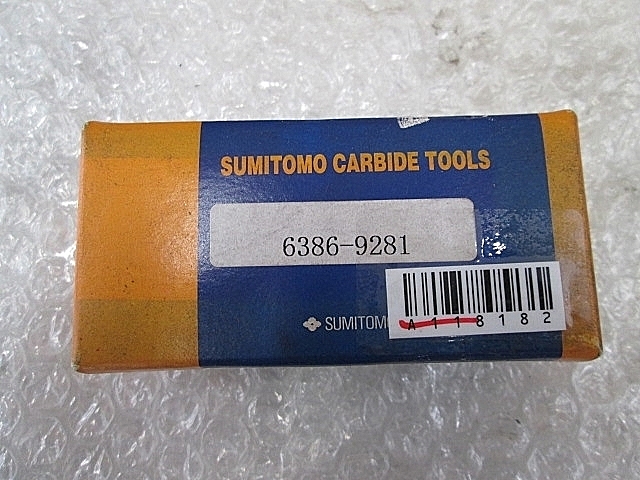 SUMITOMO CARBIDE TOOLS
6386-9281
SUMITOMO
A118182